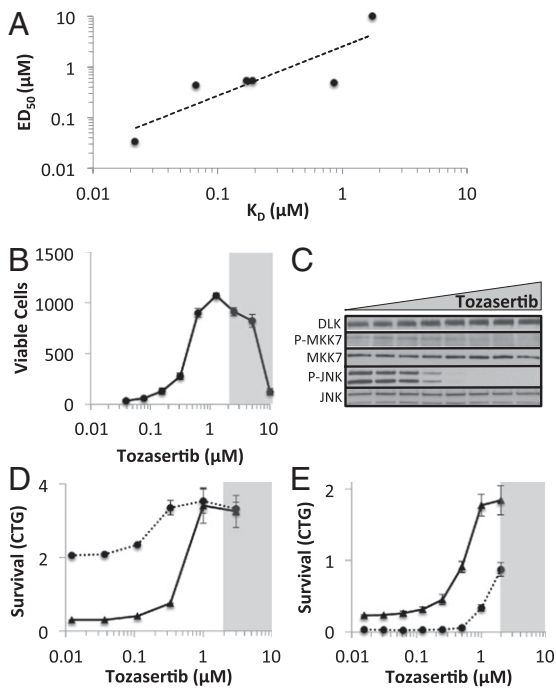 A
ED50 (µM)
10
1
0.1
0.01
0.01 0.1 1 10
KD (µM)
B
Viable Cells
1500
1000
500
0
0.01 0.1 1 10
Tozasertib (µM)
C
Tozasertib
DLK
P-MKK7
MKK7
P-JNK
JNK
D
Survival (CTG)
4
2
0
0.01 0.1 1 10
Tozasertib (µM)
E
Survival (CTG)
2
1
0
0.01 0.1 1 10
Tozasertib (µM)